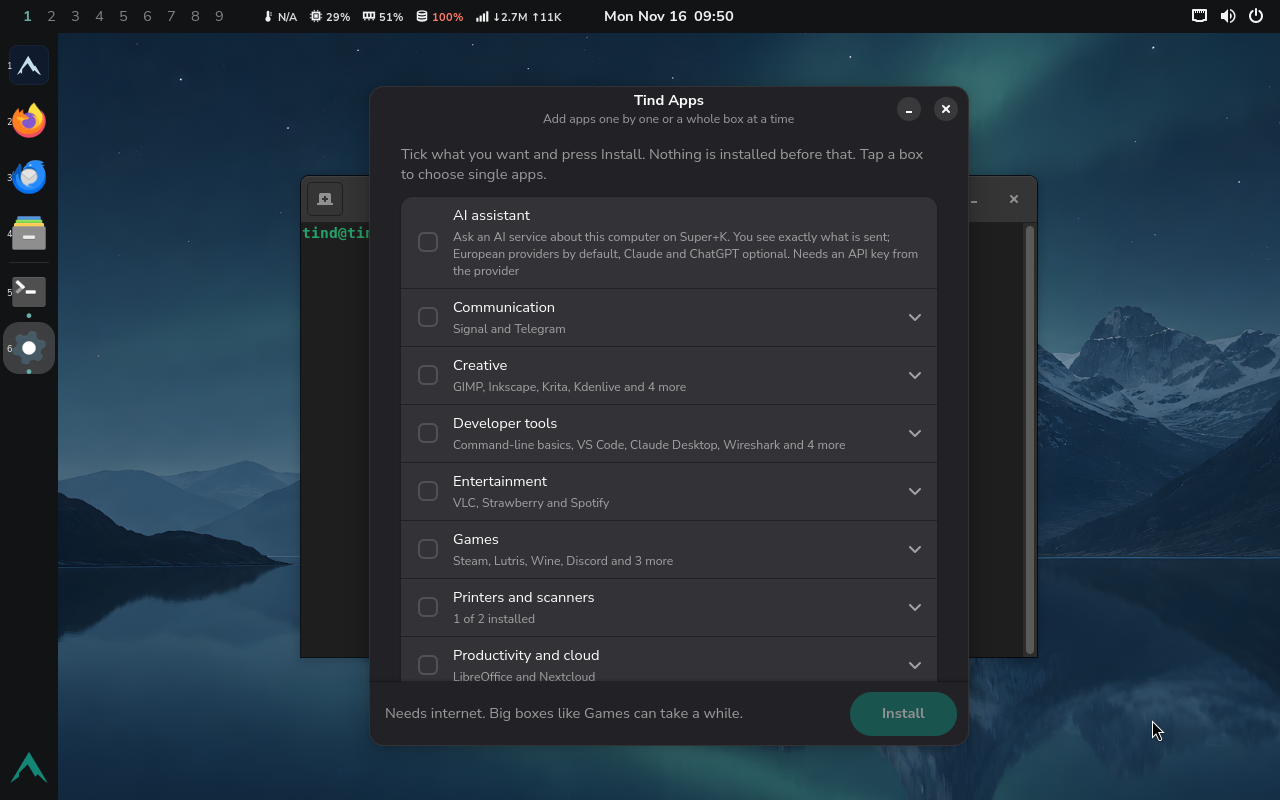 1 2 3 4 5 6 7 8 9
N/A 29% 51% 100% ↓2.7M ↑11K
Mon Nov 16 09:50
1
2
3
4
5
6
Tind Apps
Add apps one by one or a whole box at a time
Tick what you want and press Install. Nothing is installed before that. Tap a box
to choose single apps.
tind@tin
AI assistant
Ask an AI service about this computer on Super+K. You see exactly what is sent;
European providers by default, Claude and ChatGPT optional. Needs an API key from
the provider
Communication
Signal and Telegram
Creative
GIMP, Inkscape, Krita, Kdenlive and 4 more
Developer tools
Command-line basics, VS Code, Claude Desktop, Wireshark and 4 more
Entertainment
VLC, Strawberry and Spotify
Games
Steam, Lutris, Wine, Discord and 3 more
Printers and scanners
1 of 2 installed
Productivity and cloud
LibreOffice and Nextcloud
Needs internet. Big boxes like Games can take a while.
Install